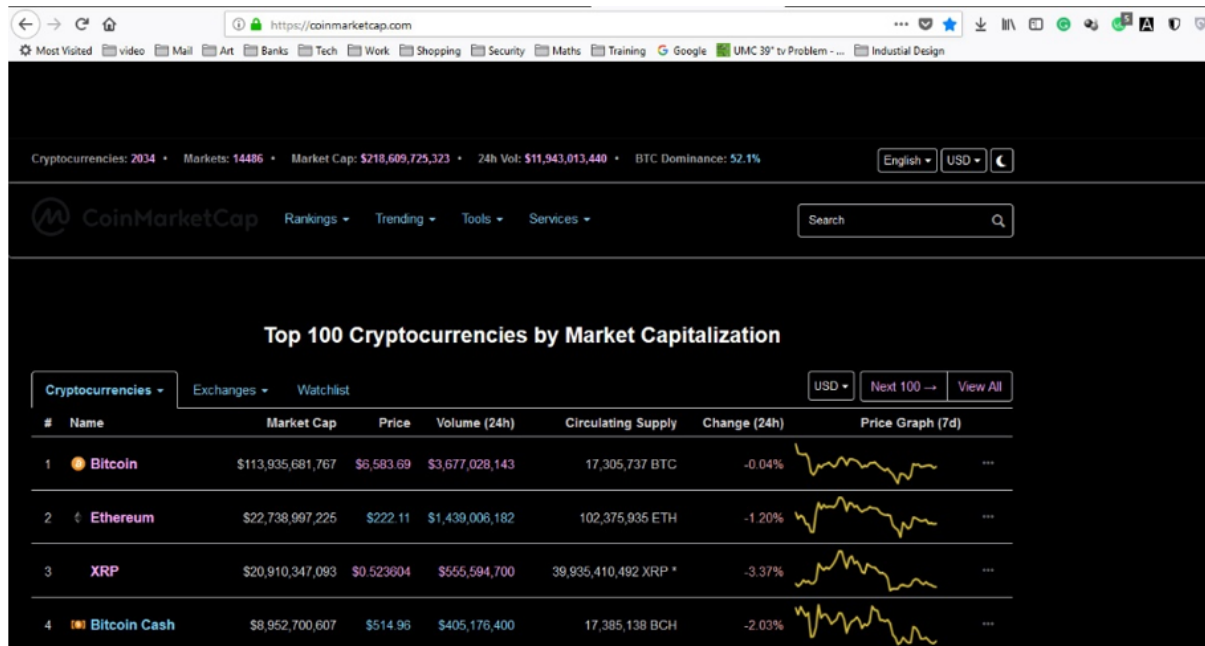 https://coinmarketcap.com
Most Visited video Mail Art Banks Tech Work Shopping Security Maths Training Google UMC 39" tv Problem - ... Industial Design
Cryptocurrencies: 2034 • Markets: 14486 • Market Cap: $218,609,725,323 • 24h Vol: $11,943,013,440 • BTC Dominance: 52.1% English USD
CoinMarketCap Rankings Trending Tools Services Search
Top 100 Cryptocurrencies by Market Capitalization
Cryptocurrencies Exchanges Watchlist USD Next 100 → View All
# Name Market Cap Price Volume (24h) Circulating Supply Change (24h) Price Graph (7d)
1 Bitcoin $113,935,681,767 $6,583.69 $3,677,028,143 17,305,737 BTC -0.04%
2 Ethereum $22,738,997,225 $222.11 $1,439,006,182 102,375,935 ETH -1.20%
3 XRP $20,910,347,093 $0.523604 $555,594,700 39,935,410,492 XRP * -3.37%
4 Bitcoin Cash $8,952,700,607 $514.96 $405,176,400 17,385,138 BCH -2.03%